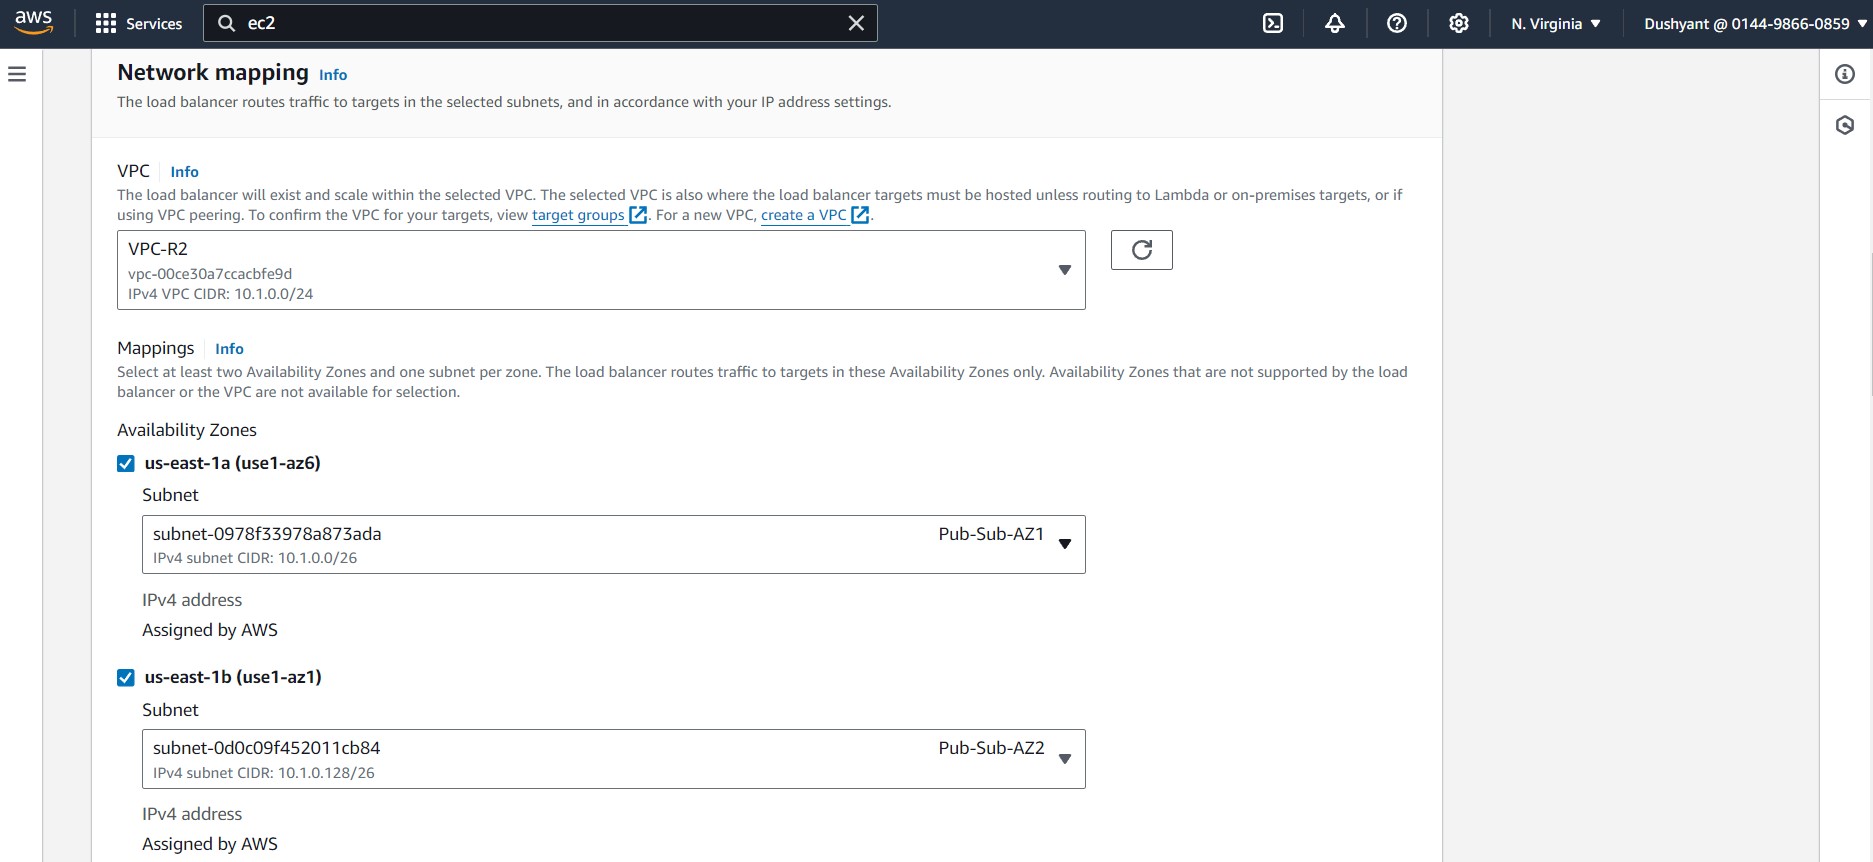 aws
Services
ec2
N. Virginia
Dushyant @ 0144-9866-0859
Network mapping Info
The load balancer routes traffic to targets in the selected subnets, and in accordance with your IP address settings.
VPC Info
The load balancer will exist and scale within the selected VPC. The selected VPC is also where the load balancer targets must be hosted unless routing to Lambda or on-premises targets, or if
using VPC peering. To confirm the VPC for your targets, view target groups. For a new VPC, create a VPC.
VPC-R2
vpc-00ce30a7ccacbfe9d
IPv4 VPC CIDR: 10.1.0.0/24
Mappings Info
Select at least two Availability Zones and one subnet per zone. The load balancer routes traffic to targets in these Availability Zones only. Availability Zones that are not supported by the load
balancer or the VPC are not available for selection.
Availability Zones
us-east-1a (use1-az6)
Subnet
subnet-0978f33978a873ada Pub-Sub-AZ1
IPv4 subnet CIDR: 10.1.0.0/26
IPv4 address
Assigned by AWS
us-east-1b (use1-az1)
Subnet
subnet-0d0c09f452011cb84 Pub-Sub-AZ2
IPv4 subnet CIDR: 10.1.0.128/26
IPv4 address
Assigned by AWS